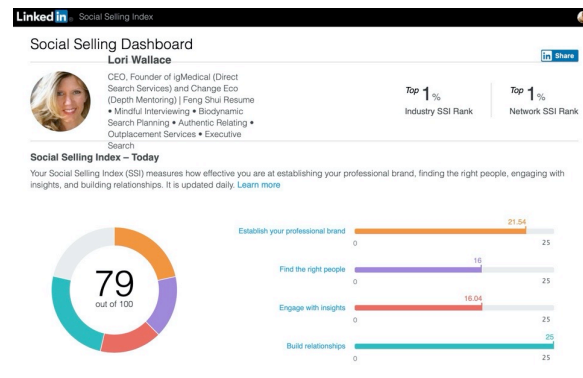 Linked in Social Selling Index
Social Selling Dashboard
in Share
Lori Wallace
CEO, Founder of igMedical (Direct
Search Services) and Change Eco
(Depth Mentoring) | Feng Shui Resume
• Mindful Interviewing • Biodynamic
Search Planning • Authentic Relating •
Outplacement Services • Executive
Search
Top 1 %
Industry SSI Rank
Top 1 %
Network SSI Rank
Social Selling Index – Today
Your Social Selling Index (SSI) measures how effective you are at establishing your professional brand, finding the right people, engaging with
insights, and building relationships. It is updated daily. Learn more
79
out of 100
21.54
Establish your professional brand
0 25
16
Find the right people
0 25
16.04
Engage with insights
0 25
25
Build relationships
0 25